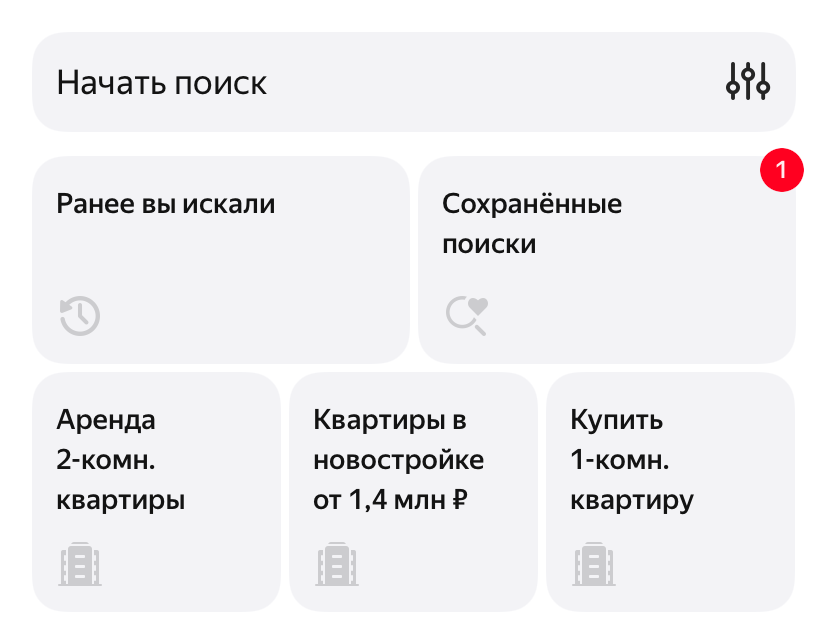 Начать поиск
Ранее вы искали
1
Сохранённые
поиски
Аренда
2-комн.
квартиры
Квартиры в
новостройке
от 1,4 млн ₽
Купить
1-комн.
квартиру